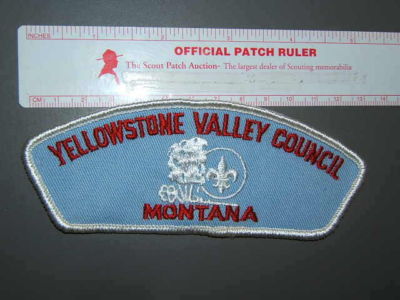 INCHES
OFFICIAL PATCH RULER
The Scout Patch Auction- The largest dealer of Scouting memorabilia
CM
YELLOWSTONE VALLEY COUNCIL
MONTANA